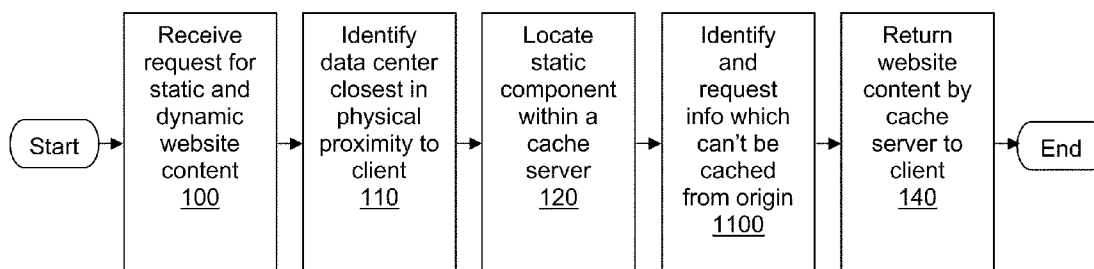 Start
Receive
request for
static and
dynamic
website
content
100
Identify
data center
closest in
physical
proximity to
client
110
Locate
static
component
within a
cache
server
120
Identify
and
request
info which
can't be
cached
from origin
1100
Return
website
content by
cache
server to
client
140
End